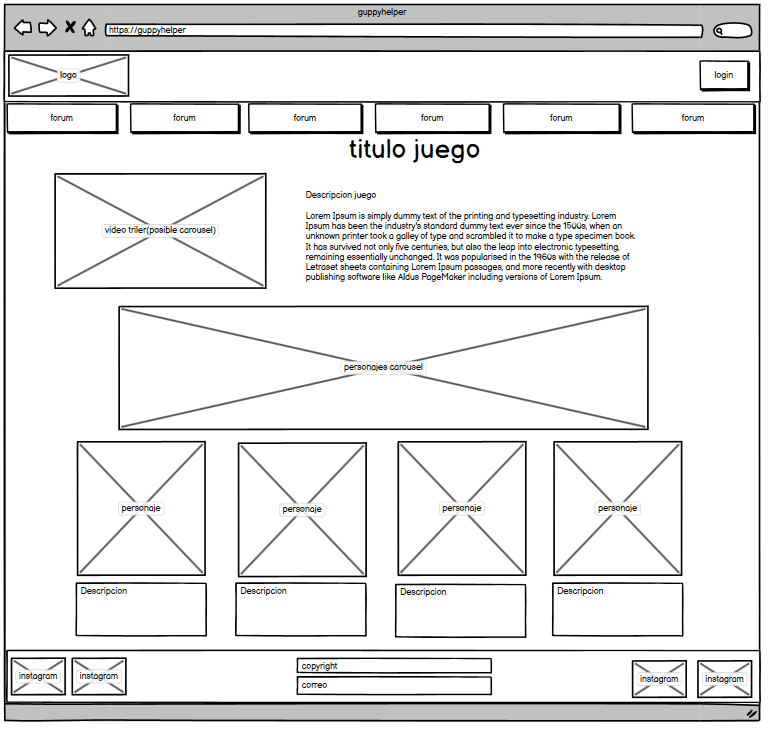 guppyhelper
https://guppyhelper
logo
login
forum
forum
forum
forum
forum
forum
titulo juego
video triler(posible carousel)
Descripcion juego
Lorem Ipsum is simply dummy text of the printing and typesetting industry. Lorem
Ipsum has been the industry's standard dummy text ever since the 1500s, when an
unknown printer took a galley of type and scrambled it to make a type specimen book.
It has survived not only five centuries, but also the leap into electronic typesetting,
remaining essentially unchanged. It was popularised in the 1960s with the release of
Letraset sheets containing Lorem Ipsum passages, and more recently with desktop
publishing software like Aldus PageMaker including versions of Lorem Ipsum.
personajes carousel
personaje
personaje
personaje
personaje
Descripcion
Descripcion
Descripcion
Descripcion
instagram
instagram
copyright
correo
instagram
instagram